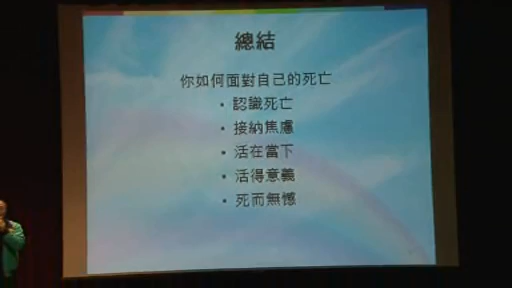 總結
你如何面對自己的死亡
• 認識死亡
• 接納焦慮
• 活在當下
• 活得意義
• 死而無憾